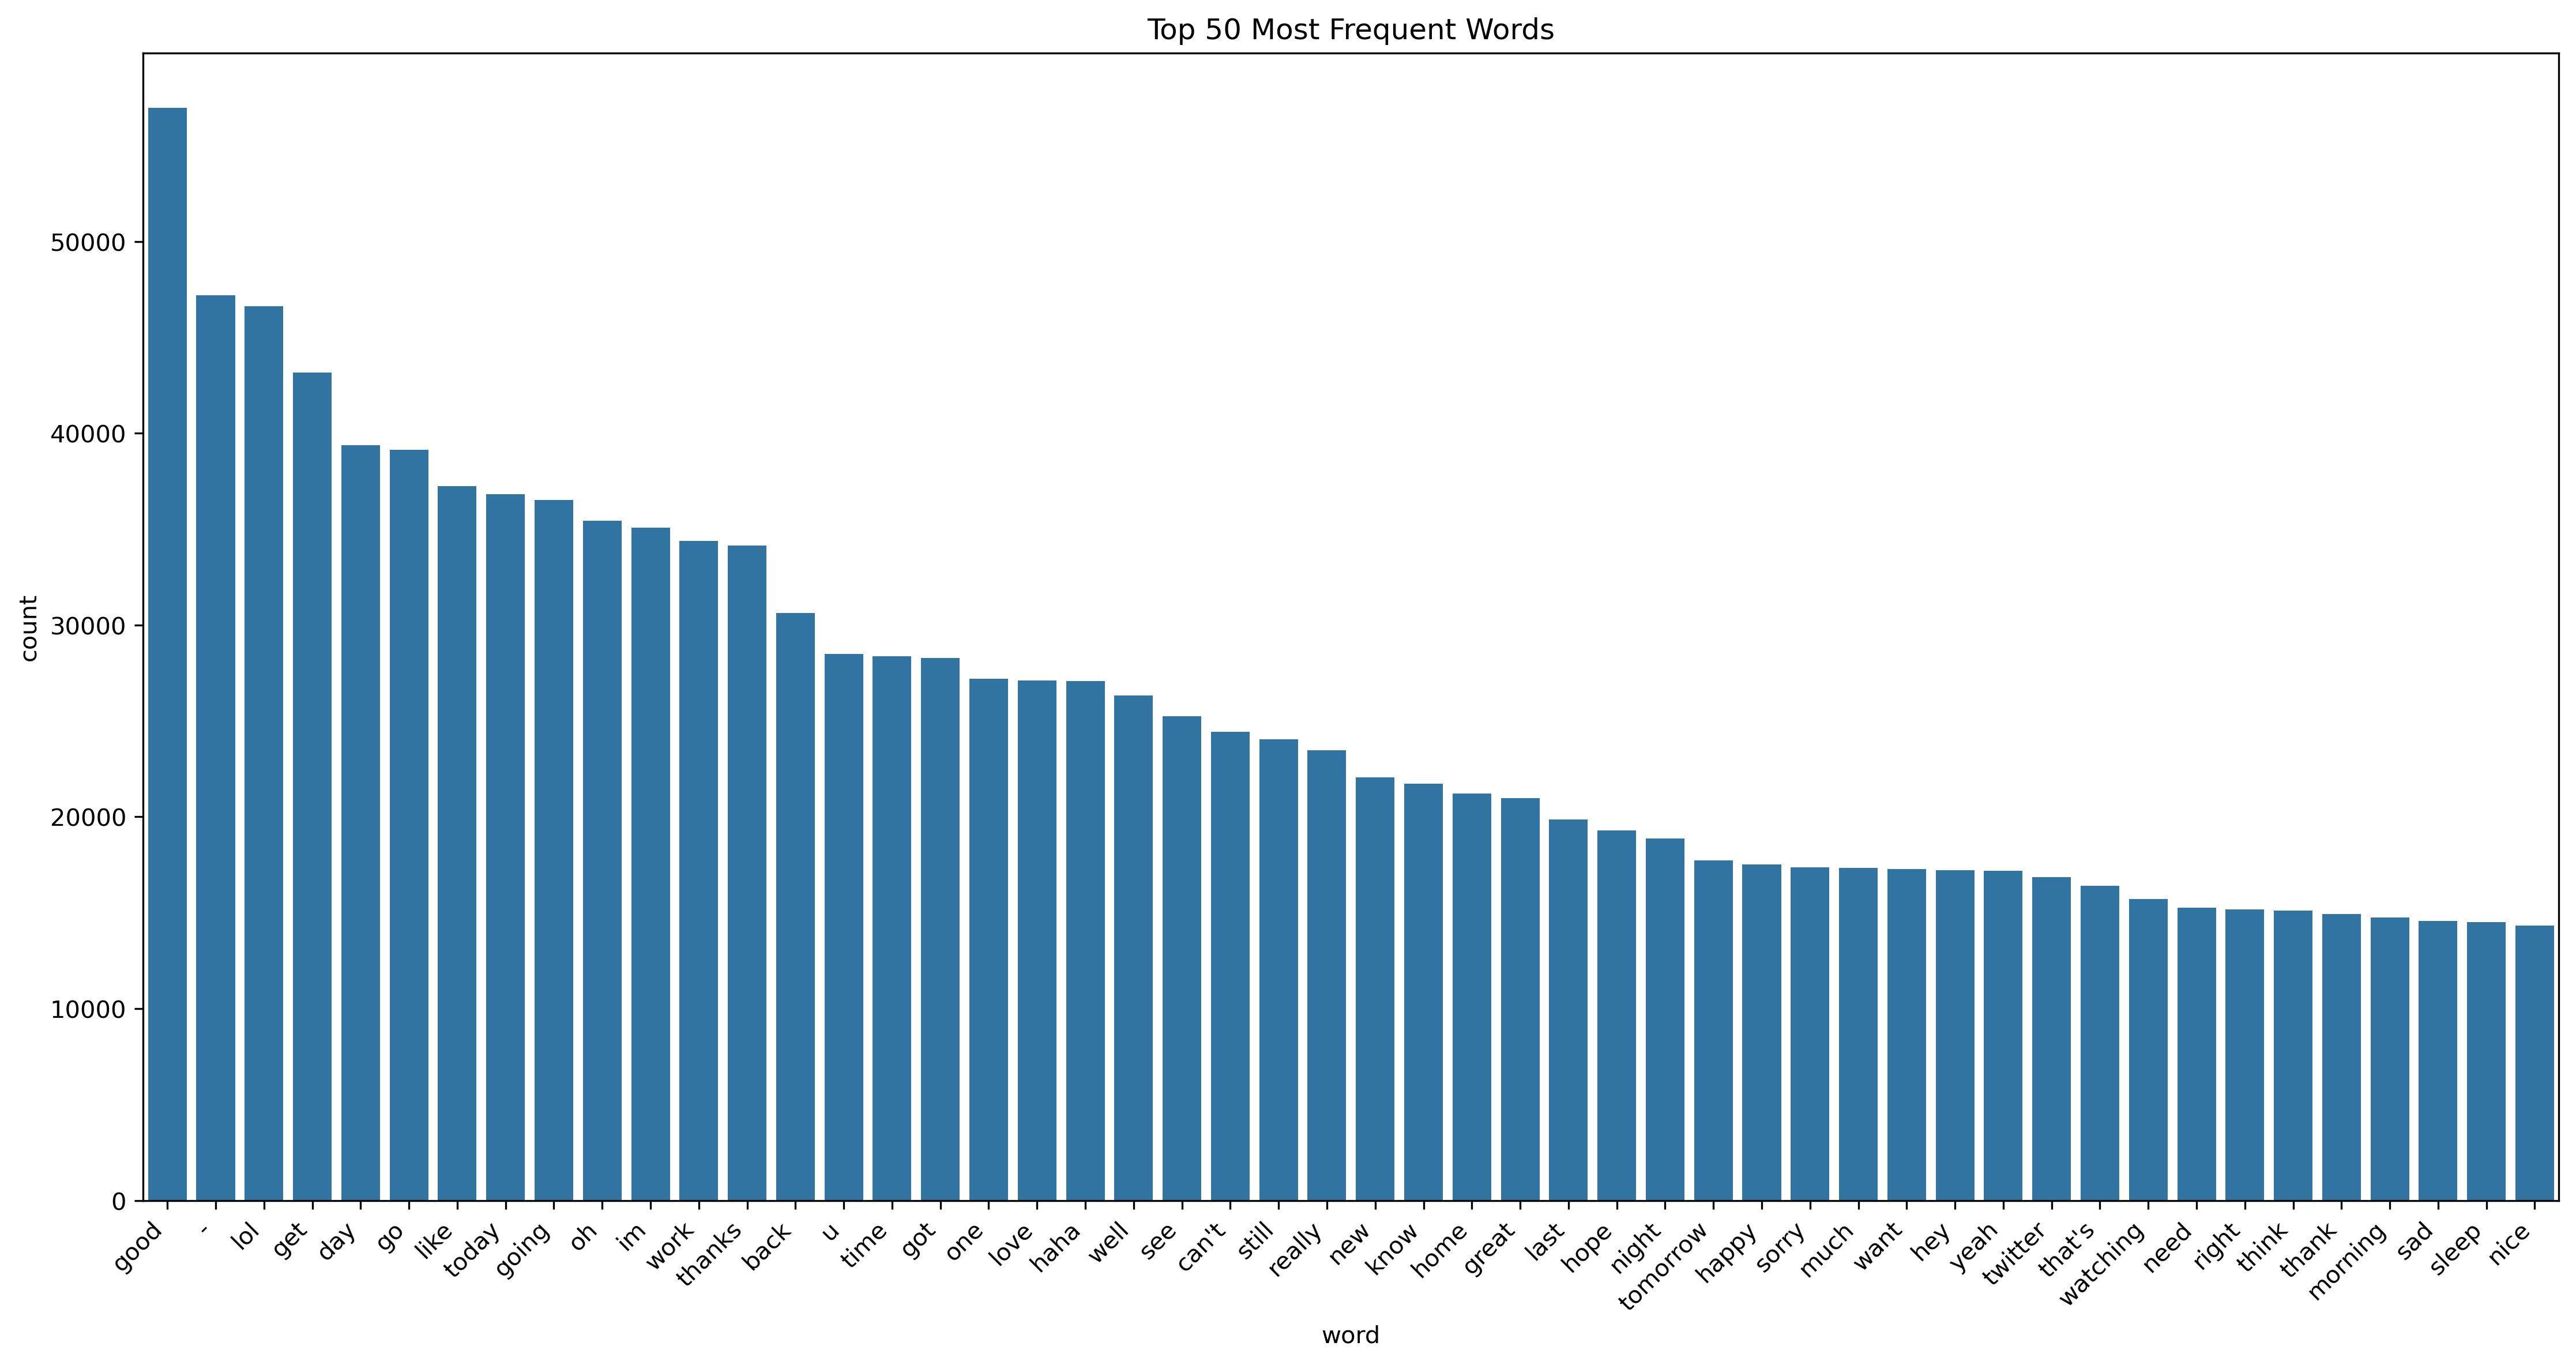 Top 50 Most Frequent Words
count
50000
40000
30000
20000
10000
0
good
-
lol
get
day
go
like
today
going
oh
im
work
thanks
back
u
time
got
one
love
haha
well
see
can't
still
really
new
know
home
great
last
hope
night
tomorrow
happy
sorry
much
want
hey
yeah
twitter
that's
watching
need
right
think
thank
morning
sad
sleep
nice
word